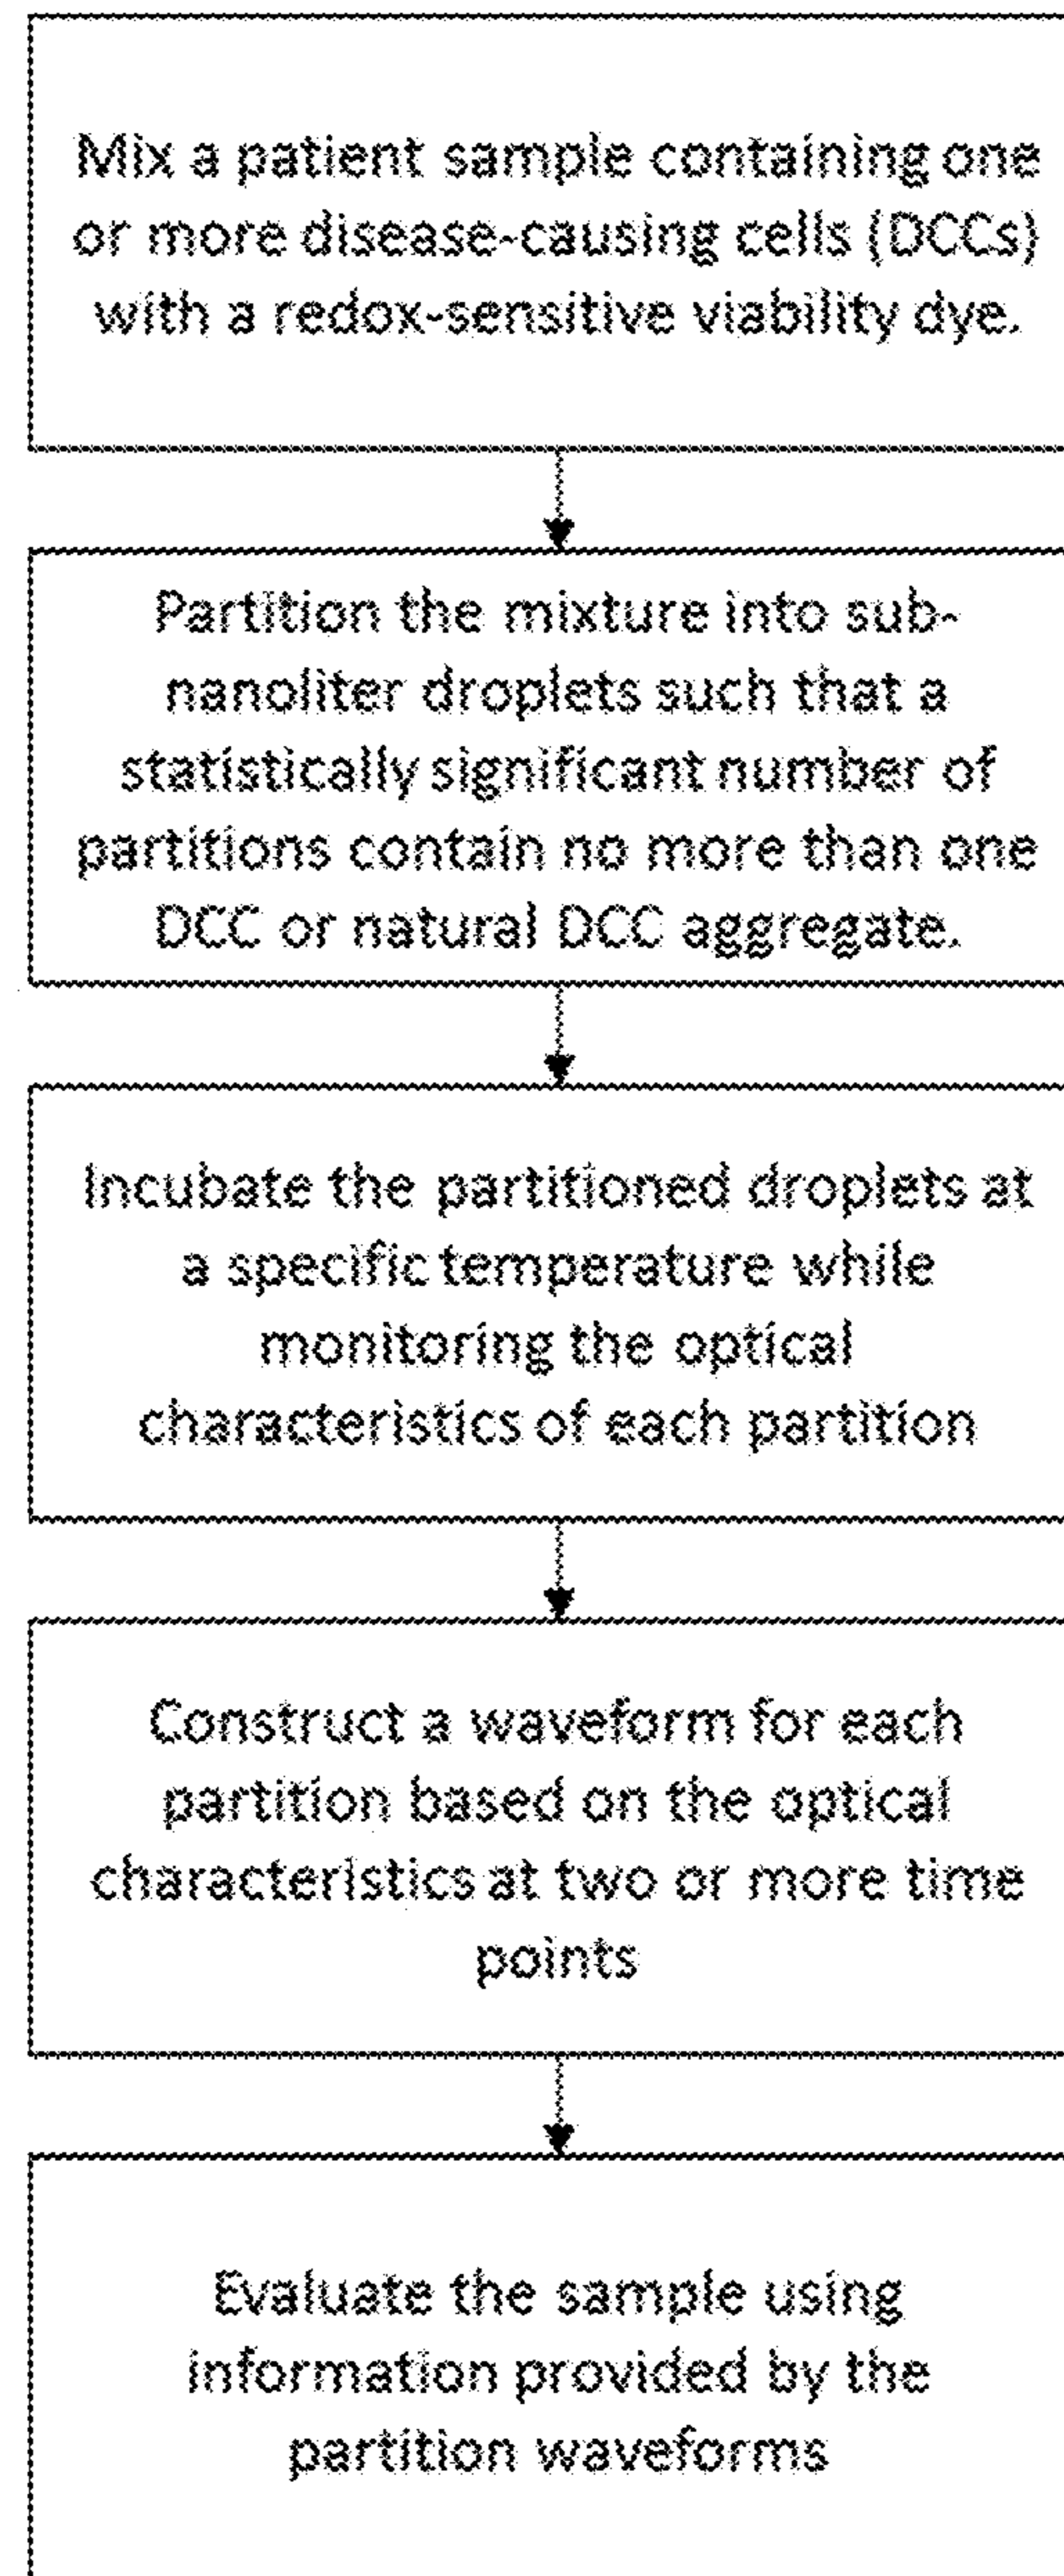 Mix a patient sample containing one
or more disease-causing cells (DCCs)
with a redox-sensitive viability dye.
Partition the mixture into sub-
nanoliter droplets such that a
statistically significant number of
partitions contain no more than one
DCC or natural DCC aggregate.
Incubate the partitioned droplets at
a specific temperature while
monitoring the optical
characteristics of each partition
Construct a waveform for each
partition based on the optical
characteristics at two or more time
points
Evaluate the sample using
information provided by the
partition waveforms